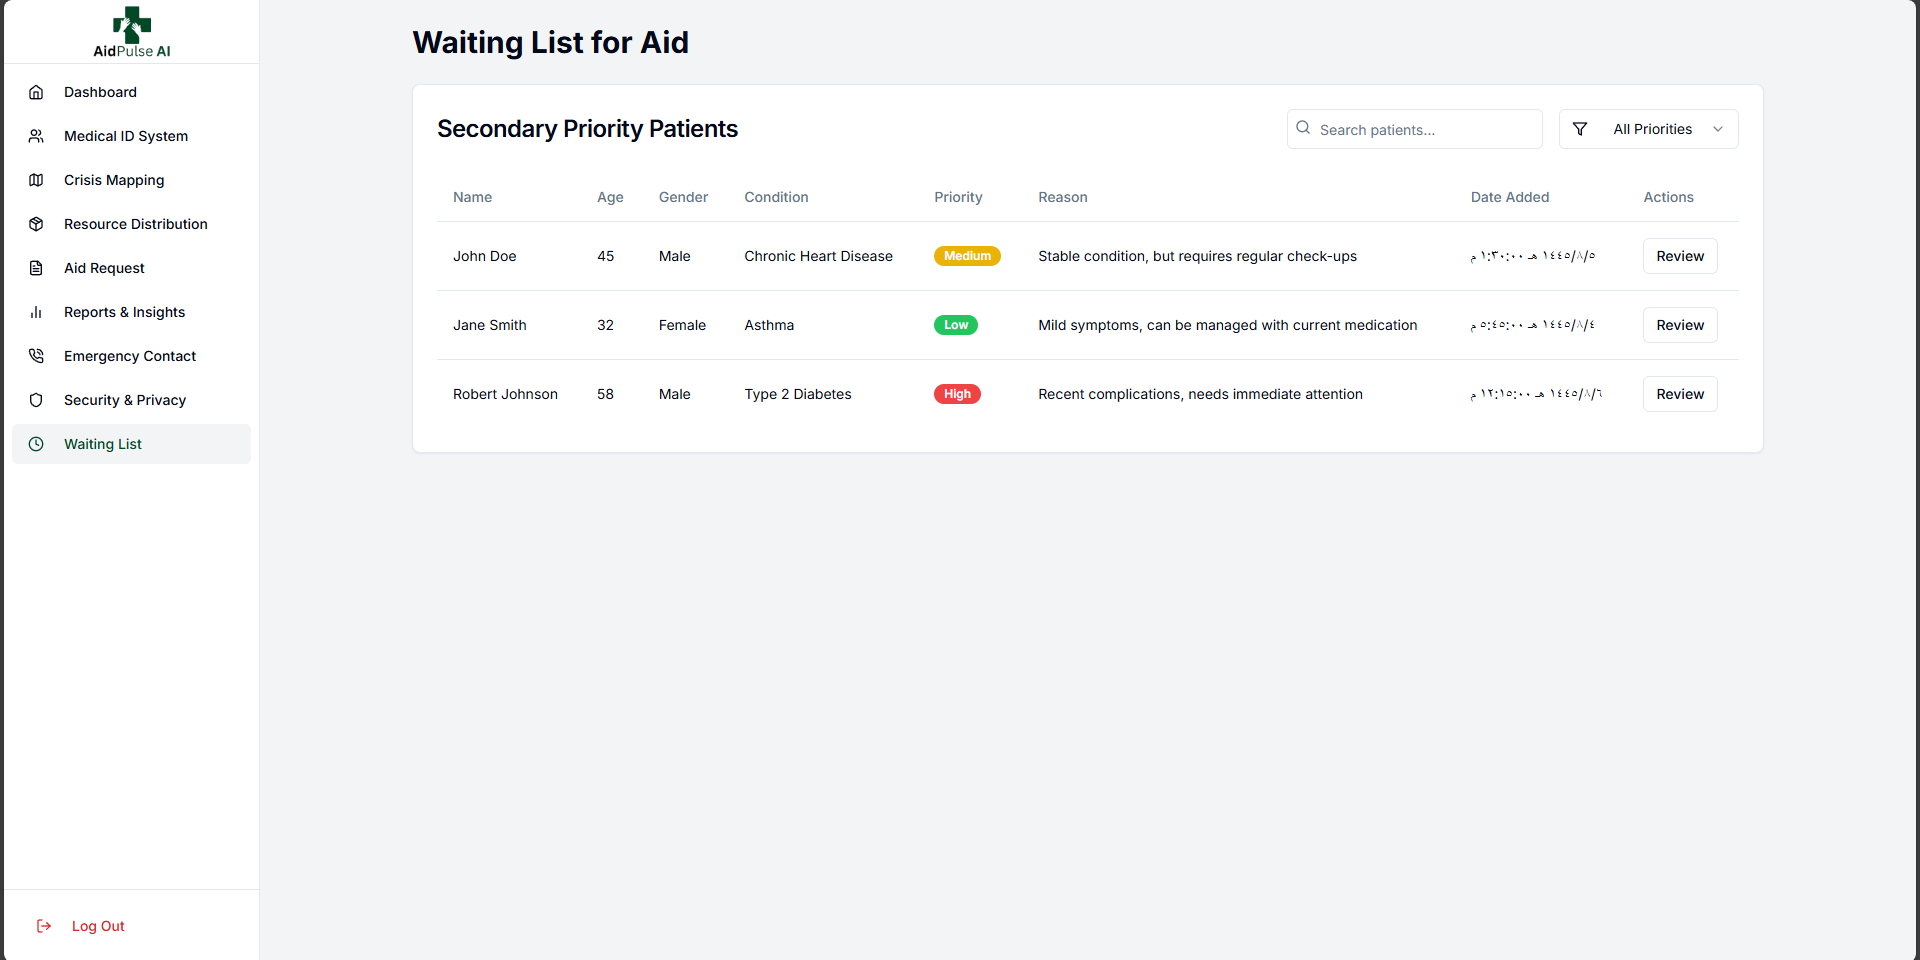 AidPulse AI
Dashboard
Medical ID System
Crisis Mapping
Resource Distribution
Aid Request
Reports & Insights
Emergency Contact
Security & Privacy
Waiting List
Log Out
Waiting List for Aid
Secondary Priority Patients
Search patients...
All Priorities
Name Age Gender Condition Priority Reason Date Added Actions
John Doe 45 Male Chronic Heart Disease Medium Stable condition, but requires regular check-ups ١٤٤٥/٨/٥ هـ ١:٣٠:٠٠ م Review
Jane Smith 32 Female Asthma Low Mild symptoms, can be managed with current medication ١٤٤٥/٨/٤ هـ ٥:٤٥:٠٠ م Review
Robert Johnson 58 Male Type 2 Diabetes High Recent complications, needs immediate attention ١٤٤٥/٨/٦ هـ ١٢:١٥:٠٠ م Review